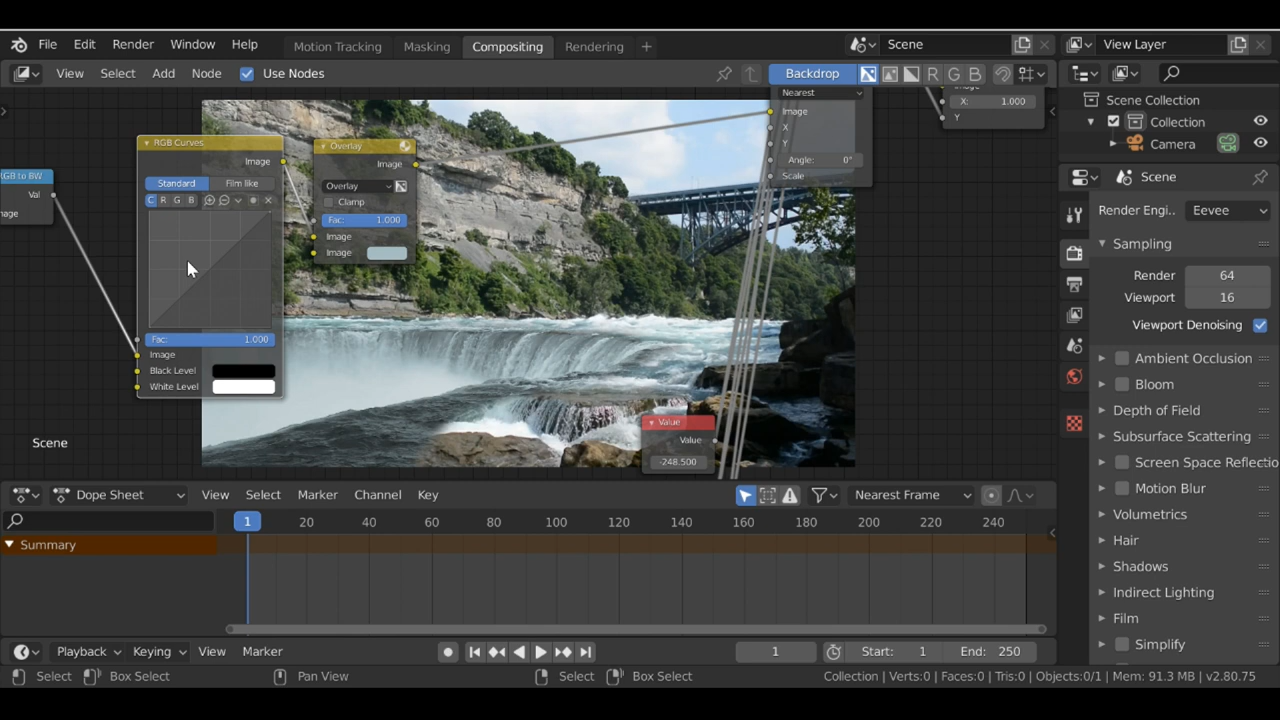 File Edit Render Window Help Motion Tracking Masking Compositing Rendering + Scene View Layer
View Select Add Node Use Nodes Backdrop R G B
Nearest
Image
X
Y
Angle: 0°
Scale
X: 1.000
Y
RGB to BW
Val
RGB Curves
Image
Standard Film like
C R G B
Fac: 1.000
Image
Black Level
White Level
Overlay
Image
Overlay
Clamp
Fac: 1.000
Image
Image
Value
Value
-248.500
Scene
Scene Collection
Collection
Camera
Scene
Render Engi.. Eevee
Sampling
Render 64
Viewport 16
Viewport Denoising
Ambient Occlusion
Bloom
Depth of Field
Subsurface Scattering
Screen Space Reflectio
Motion Blur
Volumetrics
Hair
Shadows
Indirect Lighting
Film
Simplify
Dope Sheet View Select Marker Channel Key Nearest Frame
1 20 40 60 80 100 120 140 160 180 200 220 240
Summary
Playback Keying View Marker 1 Start: 1 End: 250
Select Box Select Pan View Select Box Select Collection | Verts:0 | Faces:0 | Tris:0 | Objects:0/1 | Mem: 91.3 MB | v2.80.75